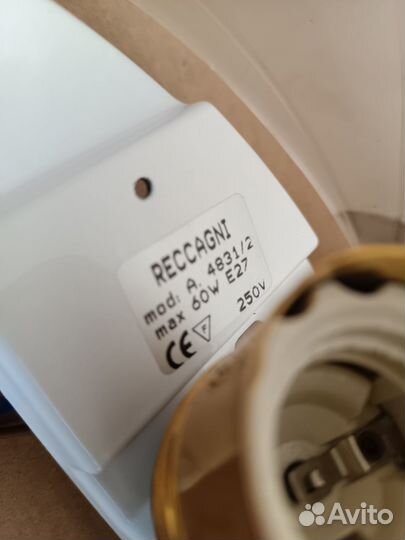 RECCAGNI
mod: A. 4831/2
max 60W E27
CE F 250V
Avito